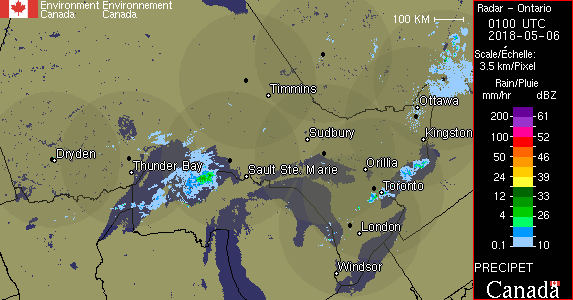 Environment Environnement
Canada Canada
100 KM
Radar - Ontario
0100 UTC
2018-05-06
Scale/Échelle:
3.5 km/Pixel
Rain/Pluie
mm/hr dBZ
200 61
100 52
50 46
24 39
12 33
4 26
0.1 10
PRECIPET
Canada
Timmins
Ottawa
Sudbury
Kingston
Dryden
Thunder Bay
Sault Ste. Marie
Orillia
Toronto
London
Windsor